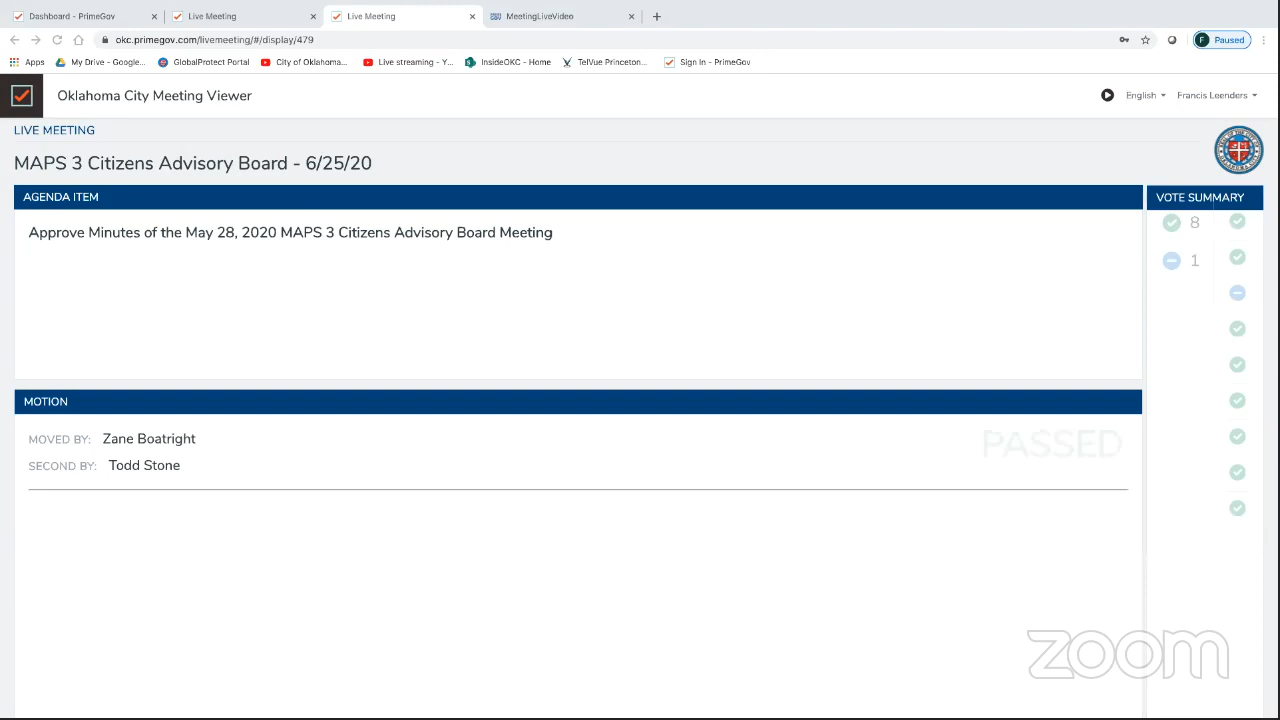 Dashboard - PrimeGov
Live Meeting
Live Meeting
MeetingLiveVideo
okc.primegov.com/livemeeting/#/display/479
F Paused
Apps
My Drive - Google...
GlobalProtect Portal
City of Oklahoma...
Live streaming - Y...
InsideOKC - Home
TelVue Princeton...
Sign In - PrimeGov
Oklahoma City Meeting Viewer
English
Francis Leenders
LIVE MEETING
MAPS 3 Citizens Advisory Board - 6/25/20
AGENDA ITEM
VOTE SUMMARY
Approve Minutes of the May 28, 2020 MAPS 3 Citizens Advisory Board Meeting
8
1
MOTION
MOVED BY: Zane Boatright
PASSED
SECOND BY: Todd Stone
zoom